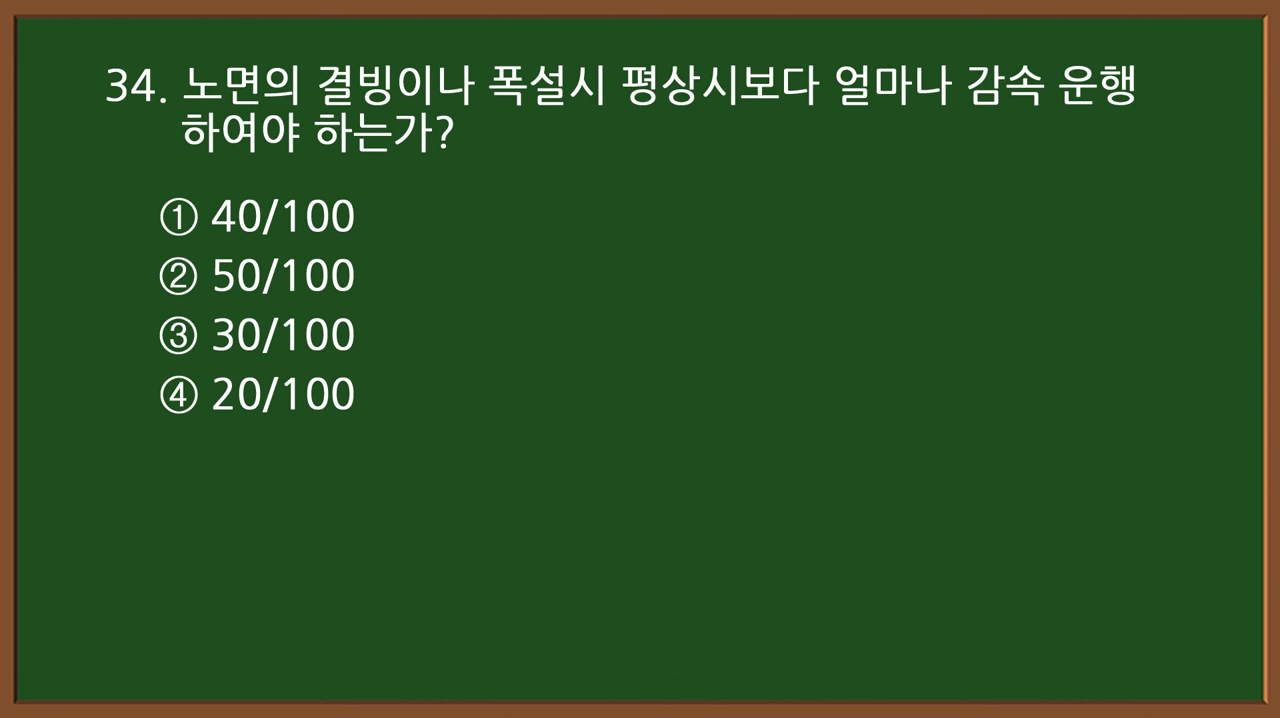 34. 노면의 결빙이나 폭설시 평상시보다 얼마나 감속 운행
하여야 하는가?
① 40/100
② 50/100
③ 30/100
④ 20/100